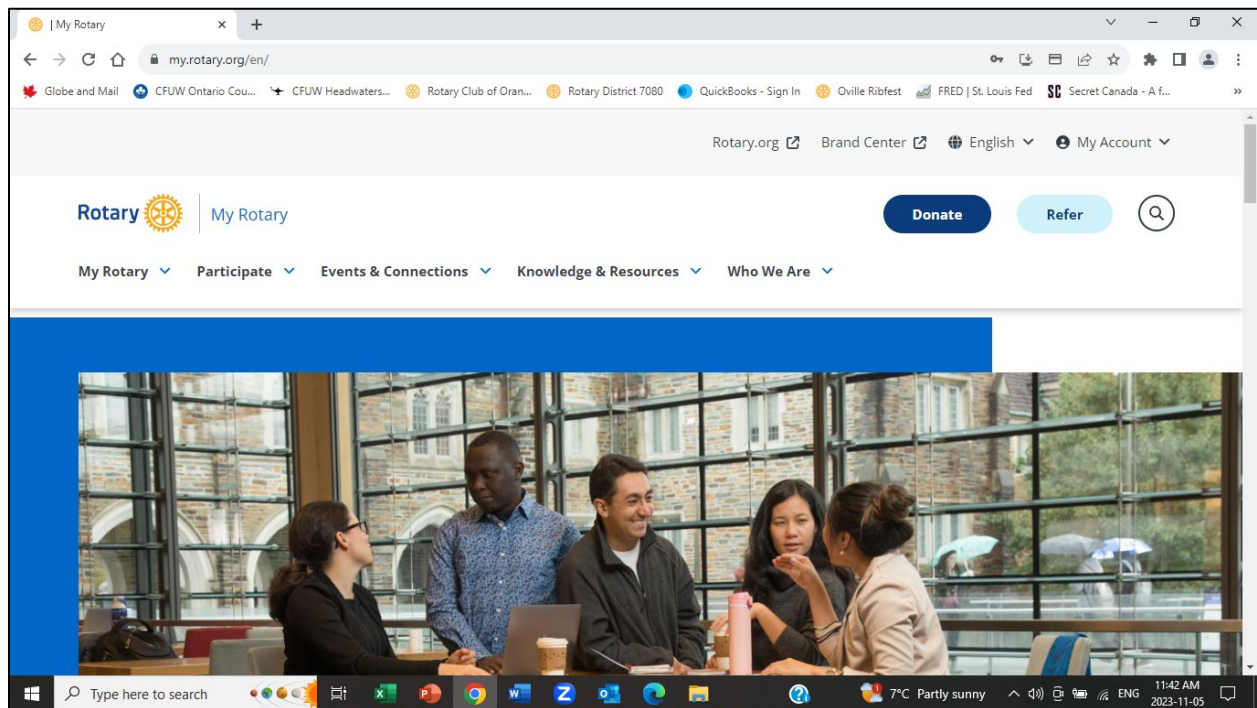 | My Rotary
my.rotary.org/en/
Globe and Mail CFUW Ontario Cou... CFUW Headwaters... Rotary Club of Oran... Rotary District 7080 QuickBooks - Sign In Oville Ribfest FRED | St. Louis Fed SC Secret Canada - A f... »
Rotary.org Brand Center English My Account
Rotary My Rotary Donate Refer
My Rotary Participate Events & Connections Knowledge & Resources Who We Are
Type here to search 7°C Partly sunny ENG 11:42 AM
2023-11-05